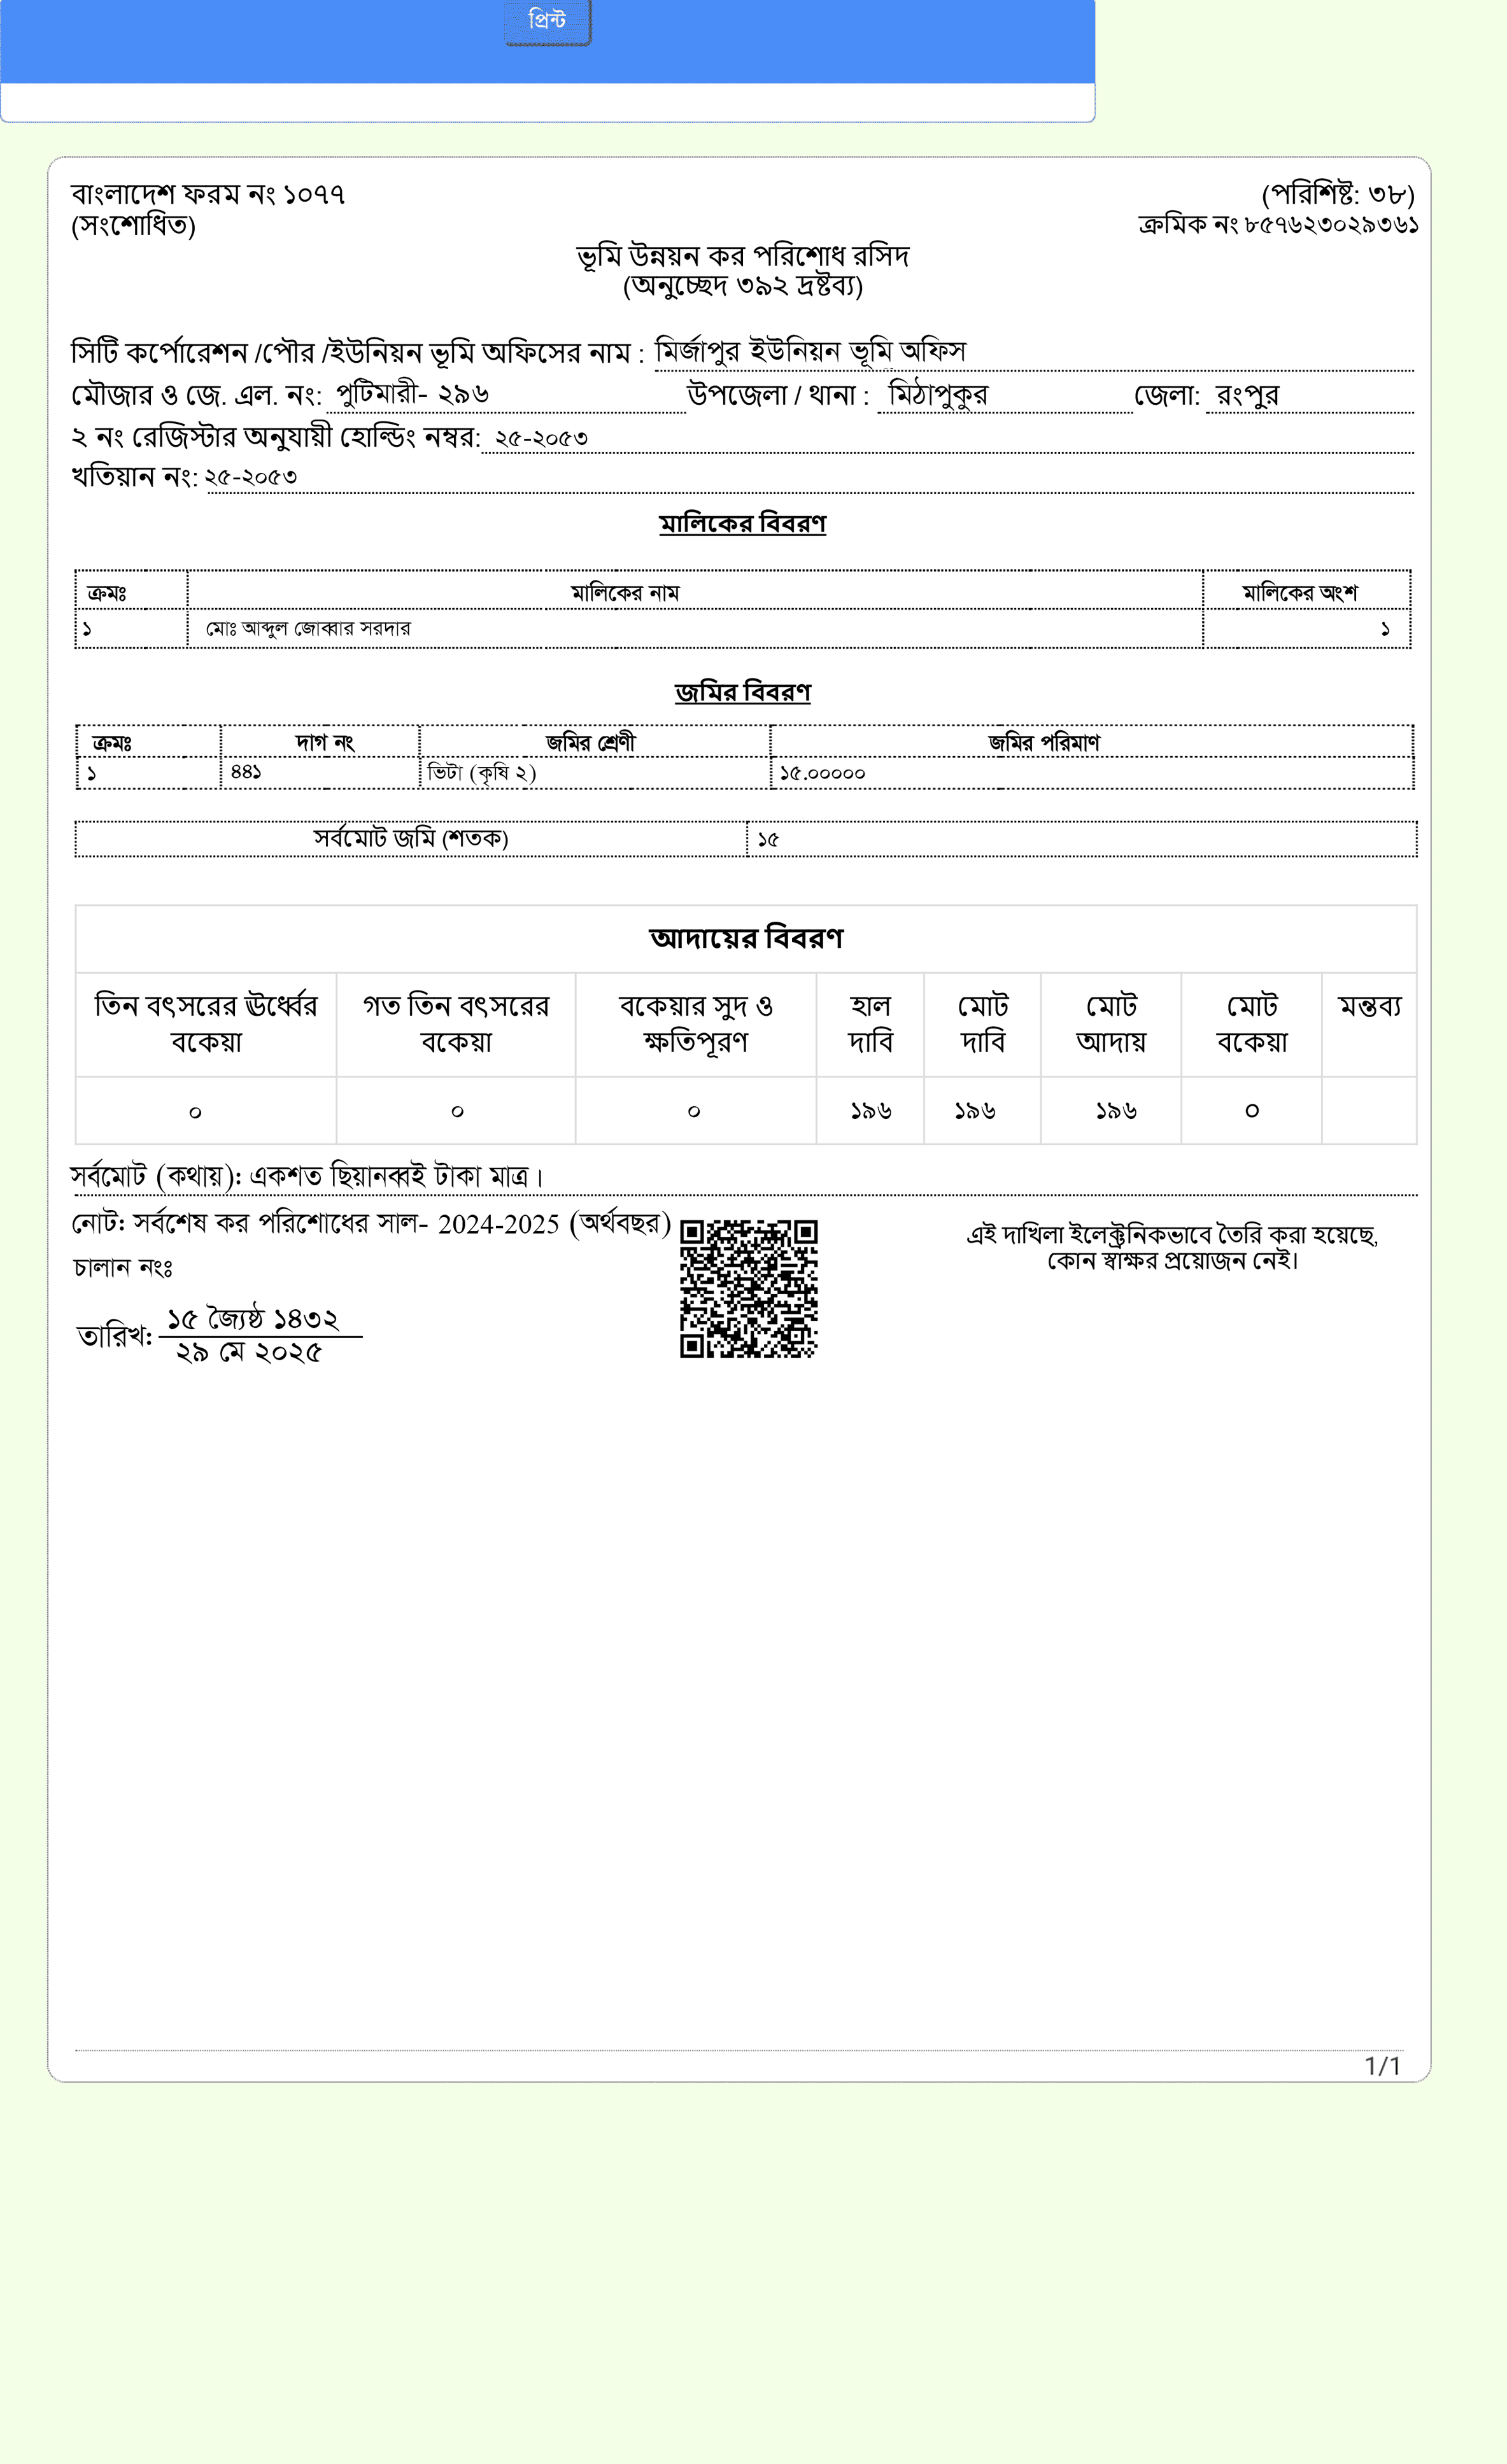 প্রিন্ট
বাংলাদেশ ফরম নং ১০৭৭
(সংশোধিত)
(পরিশিষ্ট: ৩৮)
ক্রমিক নং ৮৫৭৬২৩০২৯৩৬১
ভূমি উন্নয়ন কর পরিশোধ রসিদ
(অনুচ্ছেদ ৩৯২ দ্রষ্টব্য)
সিটি কর্পোরেশন /পৌর /ইউনিয়ন ভূমি অফিসের নাম : মির্জাপুর ইউনিয়ন ভূমি অফিস
মৌজার ও জে. এল. নং: পুটিমারী- ২৯৬ উপজেলা / থানা : মিঠাপুকুর জেলা: রংপুর
২ নং রেজিস্টার অনুযায়ী হোল্ডিং নম্বর: ২৫-২০৫৩
খতিয়ান নং: ২৫-২০৫৩
মালিকের বিবরণ
ক্রমঃ মালিকের নাম মালিকের অংশ
১ মোঃ আব্দুল জোব্বার সরদার ১
জমির বিবরণ
ক্রমঃ দাগ নং জমির শ্রেণী জমির পরিমাণ
১ ৪৪১ ভিটা (কৃষি ২) ১৫.০০০০০
সর্বমোট জমি (শতক) ১৫
আদায়ের বিবরণ
তিন বৎসরের ঊর্ধ্বের গত তিন বৎসরের বকেয়ার সুদ ও হাল মোট মোট মোট মন্তব্য
বকেয়া বকেয়া ক্ষতিপূরণ দাবি দাবি আদায় বকেয়া
০ ০ ০ ১৯৬ ১৯৬ ১৯৬ ০
সর্বমোট (কথায়): একশত ছিয়ানব্বই টাকা মাত্র।
নোট: সর্বশেষ কর পরিশোধের সাল- 2024-2025 (অর্থবছর)
চালান নংঃ
তারিখ: ১৫ জ্যৈষ্ঠ ১৪৩২
২৯ মে ২০২৫
এই দাখিলা ইলেক্ট্রনিকভাবে তৈরি করা হয়েছে,
কোন স্বাক্ষর প্রয়োজন নেই।
1/1